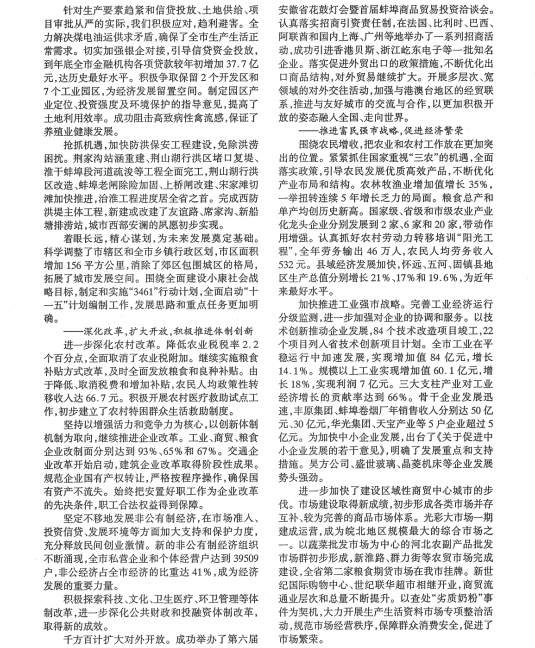 针对生产要素趋紧和信贷投放、土地供给、项
目审批从严的实际,我们积极应对,趋利避害。全
力解决煤电油运供求矛盾,确保了全市生产生活正
常需求。切实加强银企对接,引导信贷资金投放,
到年底全市金融机构各项贷款较年初增加 37.7 亿
元,达历史最好水平。积极争取保留 2 个开发区和
7 个工业园区,为经济发展留置空间。制定园区产
业定位、投资强度及环境保护的指导意见,提高了
土地利用效率。成功阻击高致病性禽流感,保证了
养殖业健康发展。
抢抓机遇,加快防洪保安工程建设,免除洪涝
困扰。荆家沟站涵重建、荆山湖行洪区堵口复堤、
淮干蚌埠段河道疏浚等工程全面完工,荆山湖行洪
区改造、蚌埠老闸除险加固、上桥闸改建、宋家滩切
滩加快推进,治淮工程进度居全省之首。完成西防
洪堤主体工程,新建或改建了友谊路、席家沟、新船
塘排涝站,城市西部安澜的夙愿初步实现。
着眼长远,精心谋划,为未来发展奠定基础。
科学调整了市辖区和全市乡镇行政区划,市区面积
增加 156 平方公里,消除了郊区包围城区的格局,
拓展了城市发展空间。围绕全面建设小康社会战
略目标,制定和实施“3461”行动计划,全面启动“十
一五”计划编制工作,发展思路和重点任务更加明
确。
——深化改革,扩大开放,积极推进体制创新
进一步深化农村改革。降低农业税税率 2.2
个百分点,全面取消了农业税附加。继续实施粮食
补贴方式改革,及时全面发放粮食和良种补贴。由
于降低、取消税费和增加补贴,农民人均政策性转
移收入达 66.7 元。积极开展农村医疗救助试点工
作,初步建立了农村特困群众生活救助制度。
坚持以增强活力和竞争力为核心,以创新体制
机制为取向,继续推进企业改革。工业、商贸、粮食
企业改制面分别达到 93%、65%和 67%。交通企
业改革开始启动,建筑企业改革取得阶段性成果。
规范企业国有产权转让,严格按程序操作,确保国
有资产不流失。始终把安置好职工作为企业改革
的先决条件,职工合法权益得到保障。
坚定不移地发展非公有制经济,在市场准入、
投资信贷、发展环境等方面加大支持和保护力度,
充分释放民间创业激情。新的非公有制经济组织
不断涌现,全市私营企业和个体经营户达到 39509
户,非公经济占全市经济的比重达 41%,成为经济
发展的重要力量。
积极探索科技、文化、卫生医疗、环卫管理等体
制改革,进一步深化公共财政和投融资体制改革,
取得新的成效。
千方百计扩大对外开放。成功举办了第六届
安徽省花鼓灯会暨首届蚌埠商品贸易投资洽谈会。
认真落实招商引资责任制,在法国、比利时、巴西、
阿联酋和国内上海、广州等地举办了一系列招商活
动,成功引进香港贝斯、浙江屹东电子等一批知名
企业。落实促进外贸出口的政策措施,不断优化出
口商品结构,对外贸易继续扩大。开展多层次、宽
领域的对外交往活动,加强与港澳台地区的经贸联
系,推进与友好城市的交流与合作,以更加积极开
放的姿态融入全国、走向世界。
——推进富民强市战略,促进经济繁荣
围绕农民增收,把农业和农村工作放在更加突
出的位置。紧紧抓住国家重视“三农”的机遇,全面
落实政策,引导农民发展优质高效产品,不断优化
产业布局和结构。农林牧渔业增加值增长 35%,
一举扭转连续 5 年增长乏力的局面。粮食总产和
单产均创历史新高。国家级、省级和市级农业产业
化龙头企业分别发展到 2 家、6 家和 20 家,带动作
用增强。认真抓好农村劳动力转移培训“阳光工
程”,全年劳务输出 46 万人,农民人均劳务收入
532 元。县域经济发展加快,怀远、五河、固镇县地
区生产总值分别增长 21%、17%和 19.6%,为近年
来最好水平。
加快推进工业强市战略。完善工业经济运行
分级监测,进一步加强对企业的协调和服务。以技
术创新推动企业发展,84 个技术改造项目竣工,22
个项目列入省技术创新项目计划。全市工业在平
稳运行中加速发展,实现增加值 84 亿元,增长
14.1%。规模以上工业实现增加值 60.1 亿元,增
长 18%,实现利润 7 亿元。三大支柱产业对工业
经济增长的贡献率达到 66%。骨干企业发展迅
速,丰原集团、蚌埠卷烟厂年销售收入分别达 50 亿
元、30 亿元,华光集团、天宝产业等 5 户企业超过 5
亿元。为加快中小企业发展,出台了《关于促进中
小企业发展的若干意见》,明确了发展重点和支持
措施。昊方公司、盛世玻璃、晶菱机床等企业发展
势头强劲。
进一步加快了建设区域性商贸中心城市的步
伐。市场建设取得新成绩,初步形成各类市场并存
互补、较为完善的商品市场体系。光彩大市场一期
建成运营,成为皖北地区规模最大的综合市场之
一。以蔬菜批发市场为中心的河北农副产品批发
市场群初步形成,新淮路、群力街等农贸市场完成
建设,全省第二家粮食期货市场在我市挂牌。新世
纪国际购物中心、世纪联华超市相继开业,商贸流
通业层次和总量不断提升。以查处“劣质奶粉”事
件为契机,大力开展生产生活资料市场专项整治活
动,规范市场经营秩序,保障群众消费安全,促进了
市场繁荣。